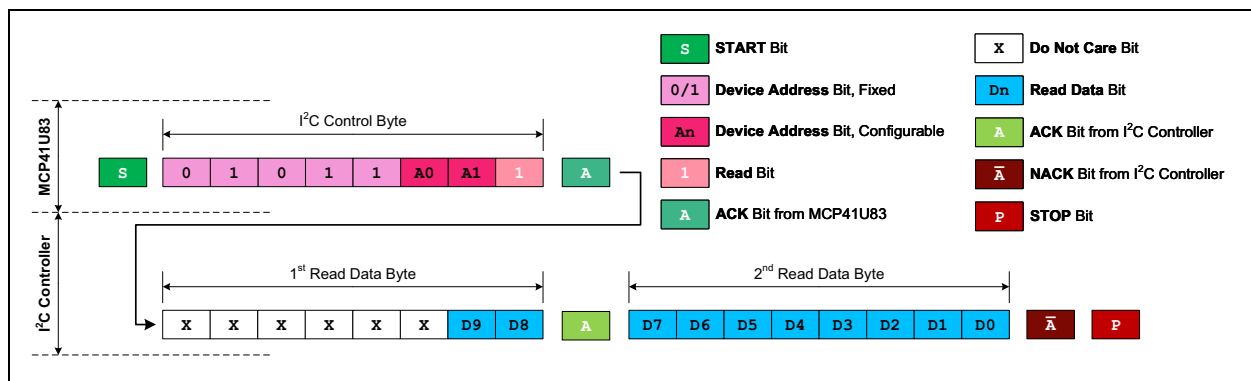 S START Bit
X Do Not Care Bit
0/1 Device Address Bit, Fixed
Dn Read Data Bit
An Device Address Bit, Configurable
A ACK Bit from I²C Controller
1 Read Bit
A̅ NACK Bit from I²C Controller
A ACK Bit from MCP41U83
P STOP Bit
MCP41U83
I²C Control Byte
S 0 1 0 1 1 A0 A1 1 A
I²C Controller
1st Read Data Byte
2nd Read Data Byte
X X X X X X D9 D8 A D7 D6 D5 D4 D3 D2 D1 D0 A̅ P